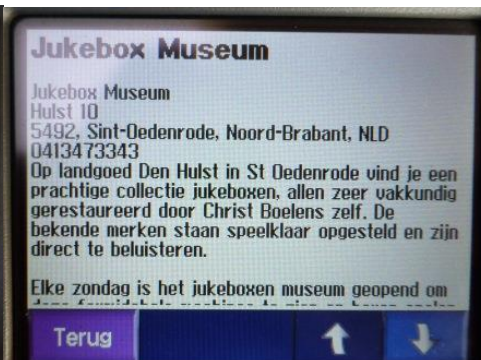 Jukebox Museum
Jukebox Museum
Hulst 10
5492, Sint-Oedenrode, Noord-Brabant, NLD
0413473343
Op landgoed Den Hulst in St Oedenrode vind je een
prachtige collectie jukeboxen, allen zeer vakkundig
gerestaureerd door Christ Boelens zelf. De
bekende merken staan speelklaar opgesteld en zijn
direct te beluisteren.
Elke zondag is het jukeboxen museum geopend om
Terug